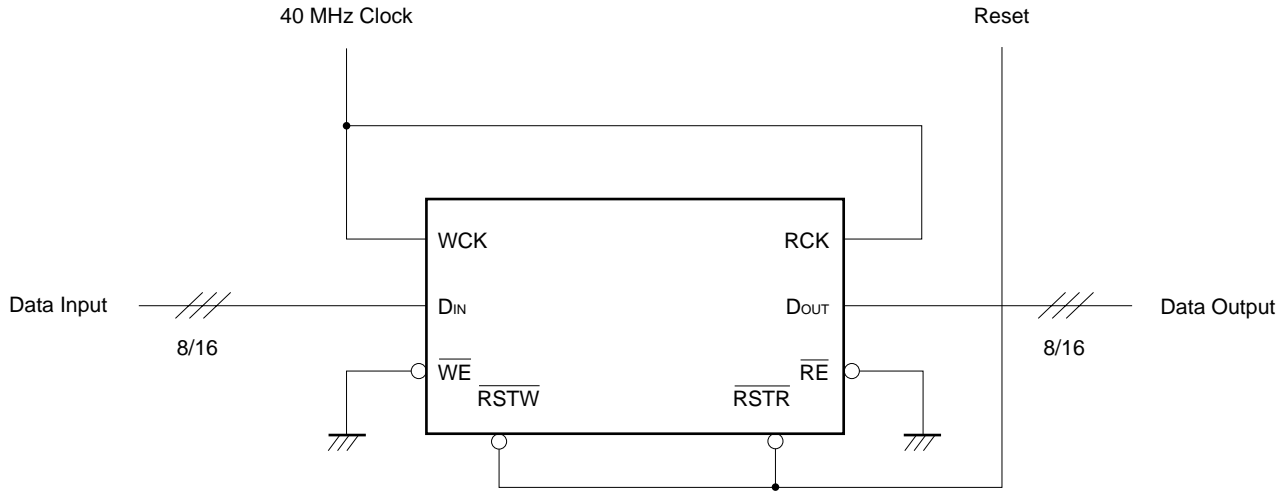 40 MHz Clock
Reset
WCK
RCK
Data Input
DIN
DOUT
Data Output
8/16
8/16
WE
RE
RSTW
RSTR